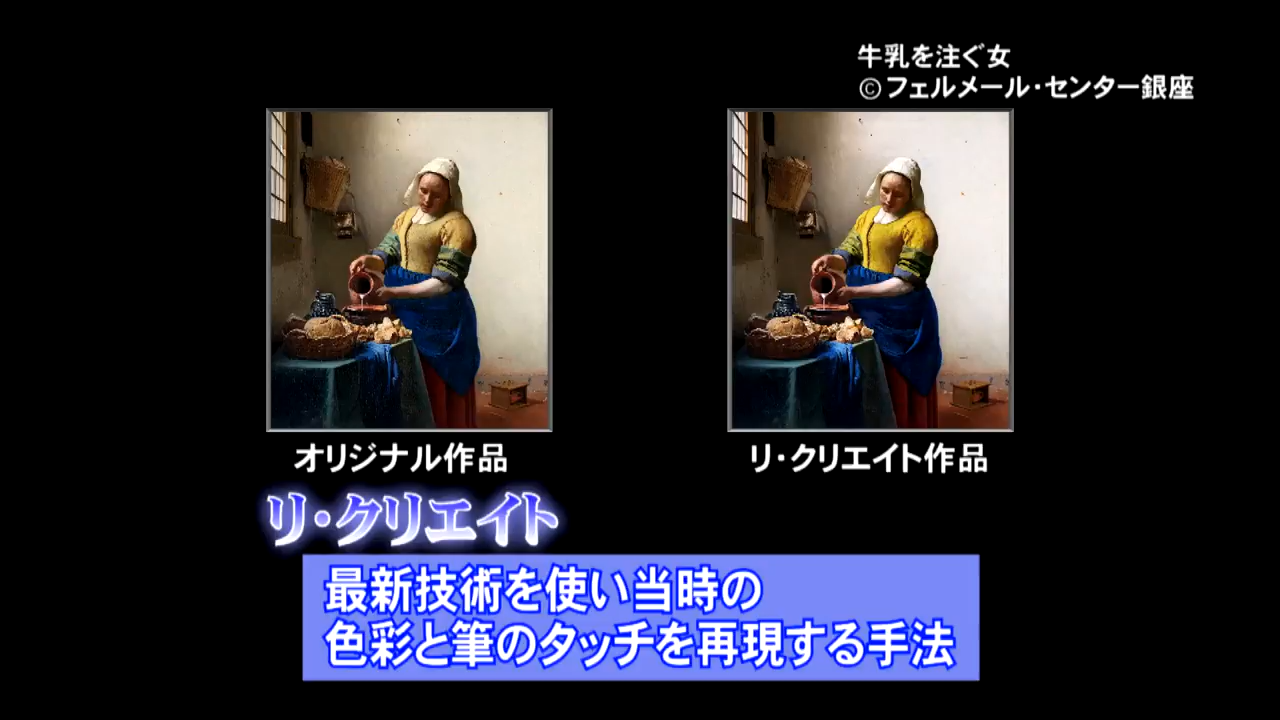 牛乳を注ぐ女
©フェルメール・センター銀座
オリジナル作品
リ・クリエイト作品
リ・クリエイト
最新技術を使い当時の
色彩と筆のタッチを再現する手法